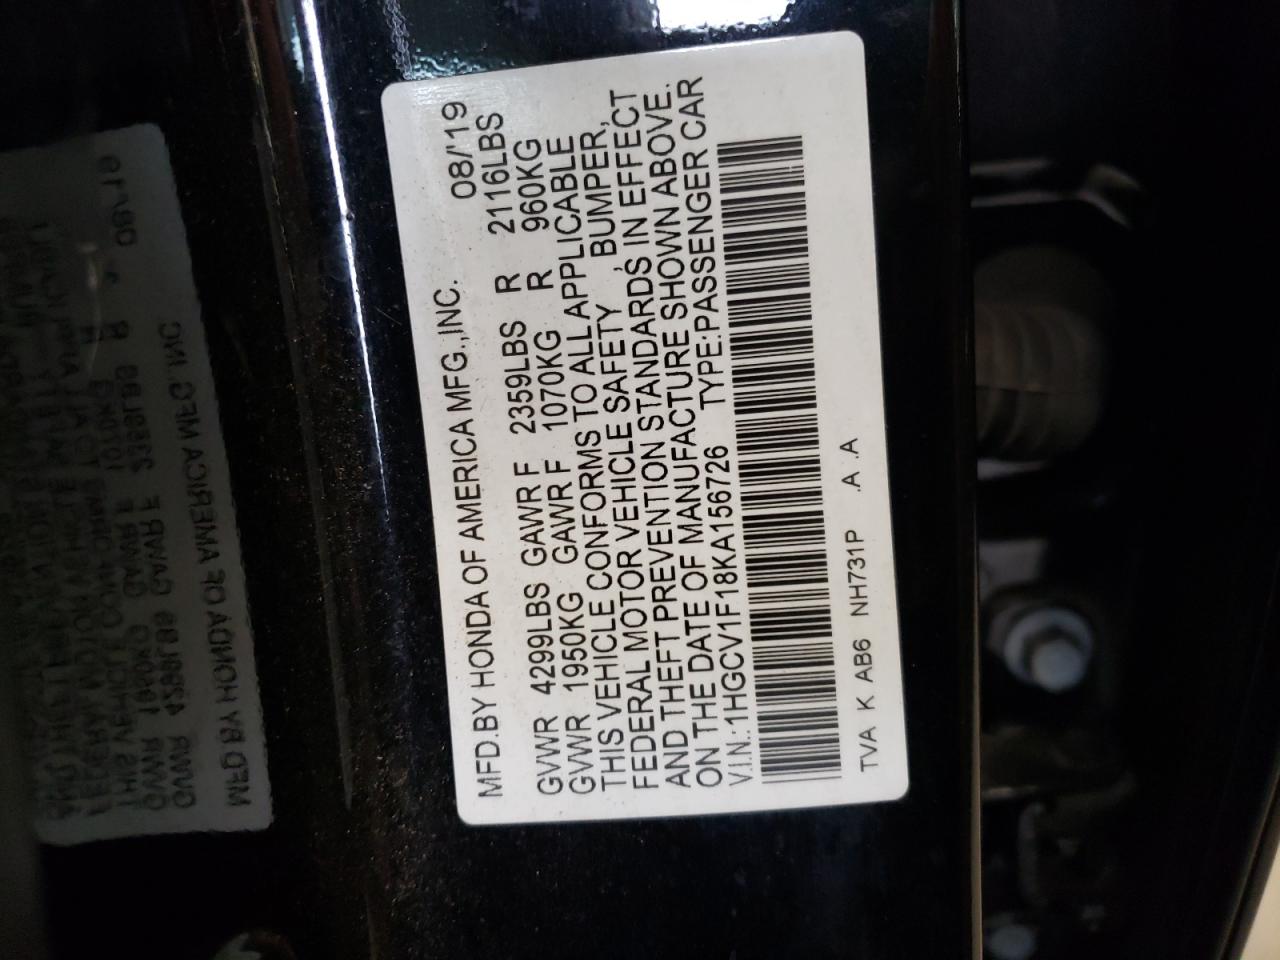 MFD.BY HONDA OF AMERICA MFG.,INC. 08/'19
GVWR 4299LBS GAWR F 2359LBS R 2116LBS
GVWR 1950KG GAWR F 1070KG R 960KG
THIS VEHICLE CONFORMS TO ALL APPLICABLE
FEDERAL MOTOR VEHICLE SAFETY , BUMPER,
AND THEFT PREVENTION STANDARDS IN EFFECT
ON THE DATE OF MANUFACTURE SHOWN ABOVE.
V.I.N.:1HGCV1F18KA156726 TYPE:PASSENGER CAR
TVA K AB6 NH731P .A .A